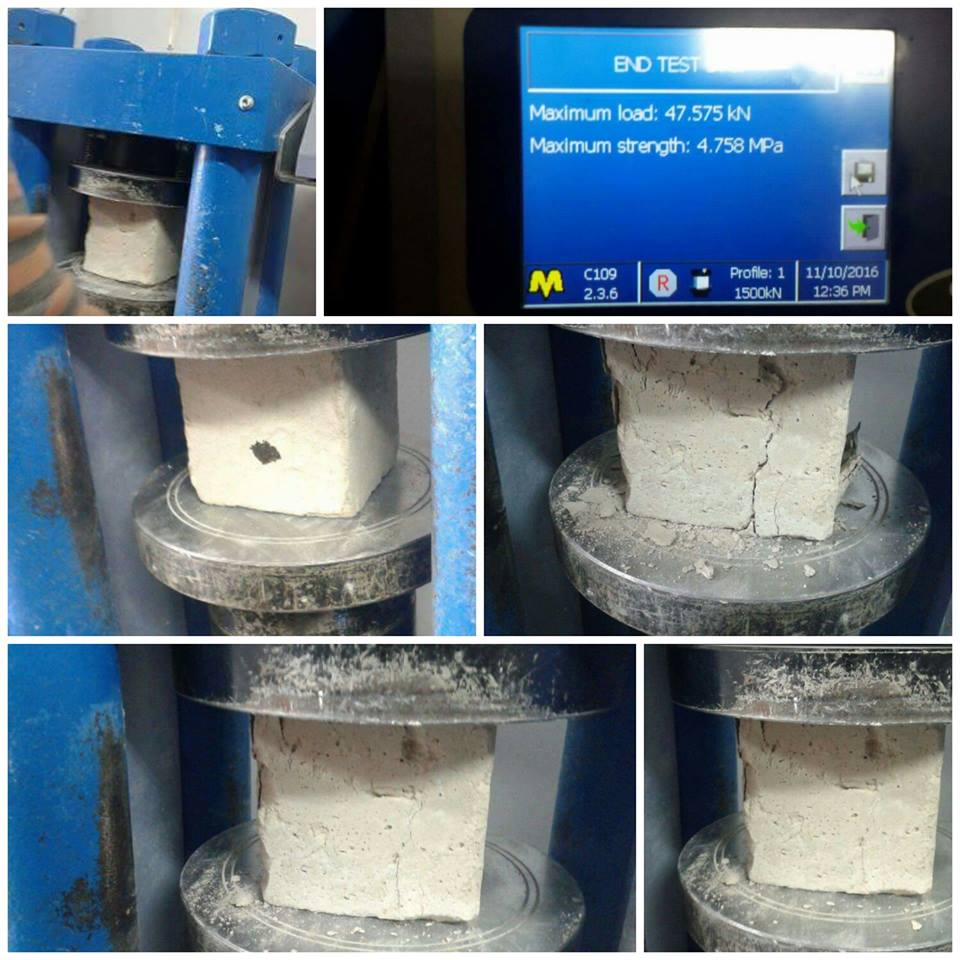 END TEST
Maximum load: 47.575 kN
Maximum strength: 4.758 MPa
C109
2.3.6
R
Profile: 1
1500kN
11/10/2016
12:36 PM